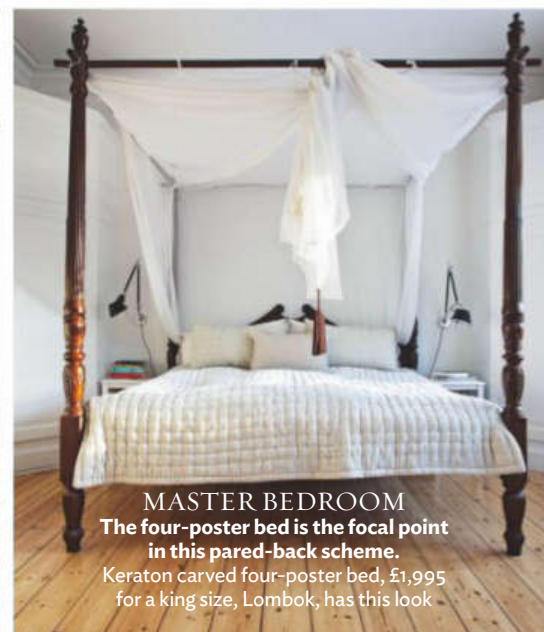 MASTER BEDROOM
The four-poster bed is the focal point
in this pared-back scheme.
Keraton carved four-poster bed, £1,995
for a king size, Lombok, has this look